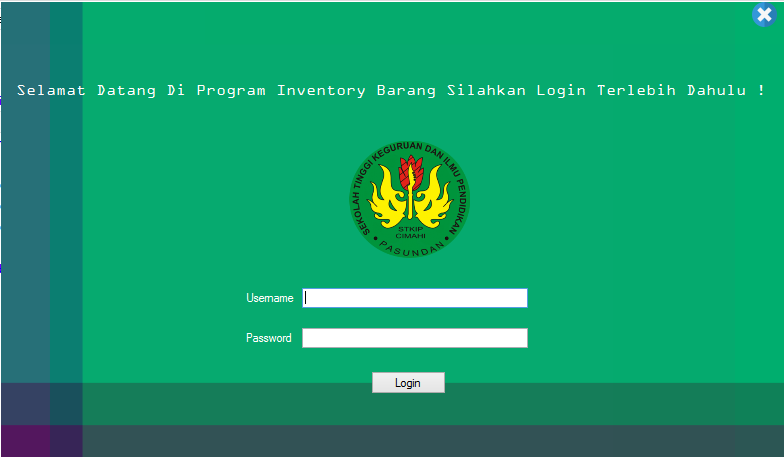 Selamat Datang Di Program Inventory Barang Silahkan Login Terlebih Dahulu !
SEKOLAH TINGGI KEGURUAN DAN ILMU PENDIDIKAN
STKIP
CIMAHI
PASUNDAN
Username
Password
Login